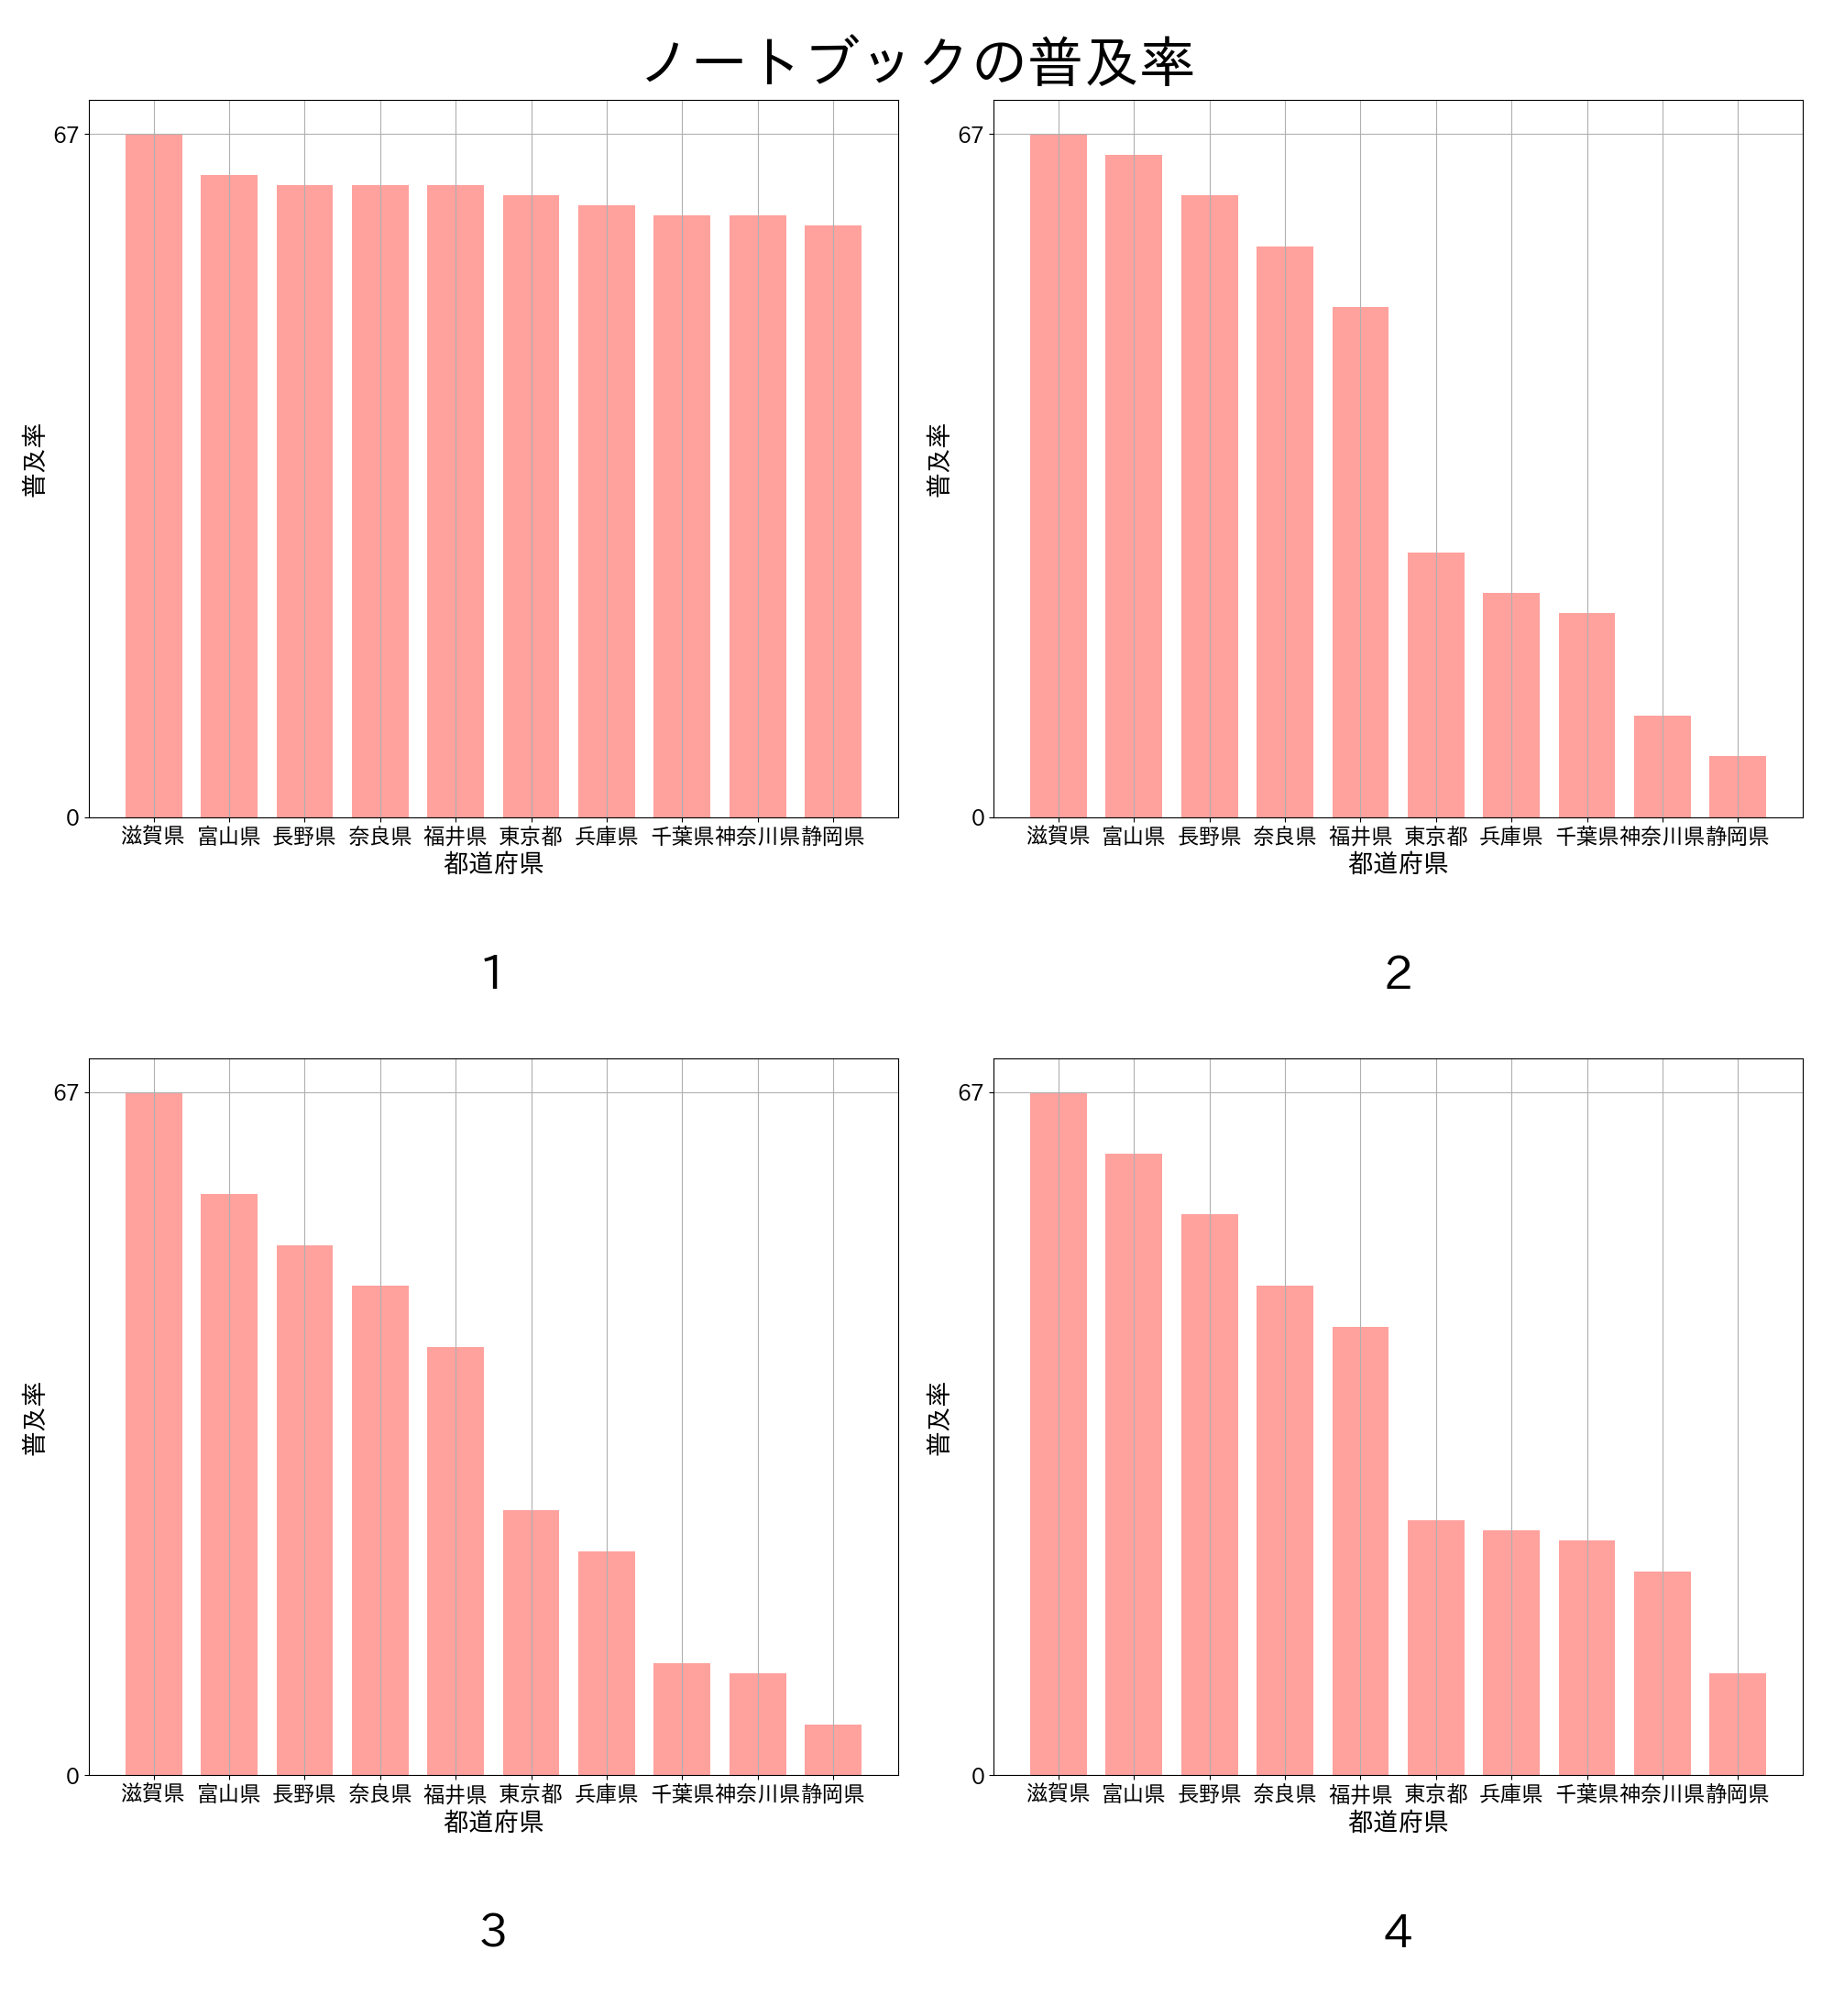 ノートブックの普及率
67
0
普及率
滋賀県 富山県 長野県 奈良県 福井県 東京都 兵庫県 千葉県 神奈川県 静岡県
都道府県
1
67
0
普及率
滋賀県 富山県 長野県 奈良県 福井県 東京都 兵庫県 千葉県 神奈川県 静岡県
都道府県
2
67
0
普及率
滋賀県 富山県 長野県 奈良県 福井県 東京都 兵庫県 千葉県 神奈川県 静岡県
都道府県
3
67
0
普及率
滋賀県 富山県 長野県 奈良県 福井県 東京都 兵庫県 千葉県 神奈川県 静岡県
都道府県
4